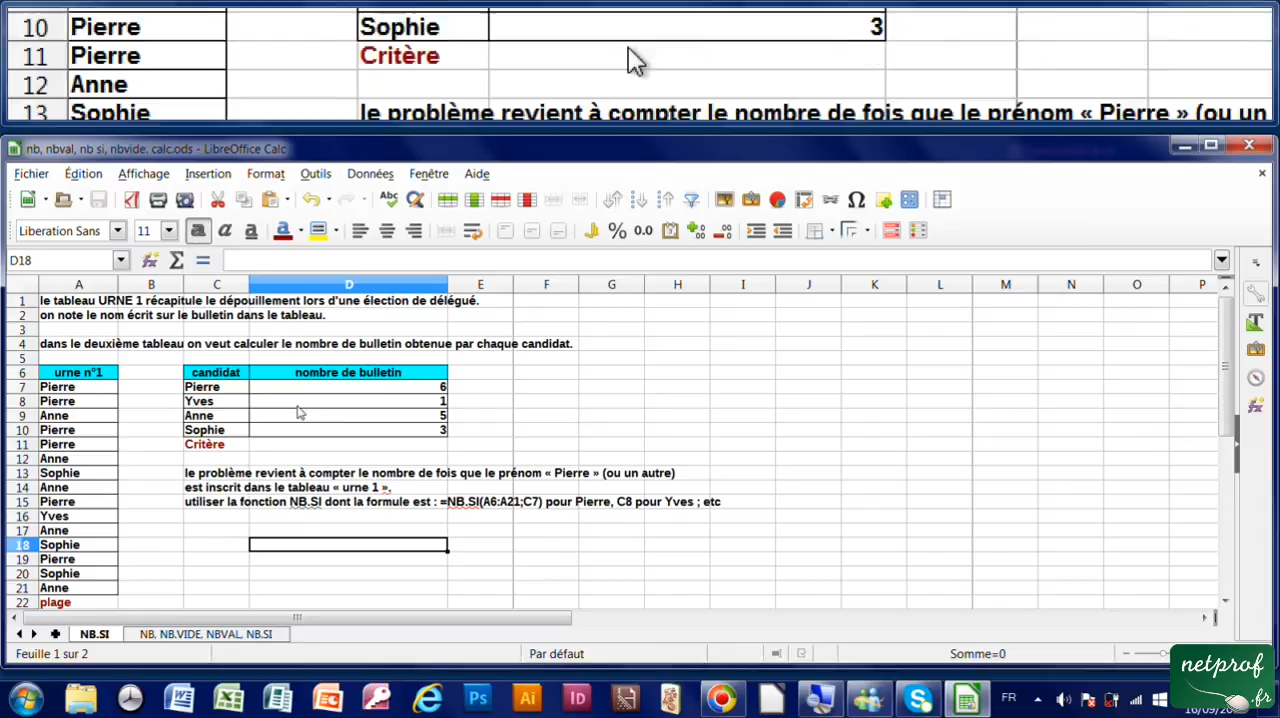 10 Pierre Sophie 3
11 Pierre Critère
12 Anne
13 Sophie le problème revient à compter le nombre de fois que le prénom « Pierre » (ou un
nb, nbval, nb si, nbvide. calc.ods - LibreOffice Calc
Fichier Édition Affichage Insertion Format Outils Données Fenêtre Aide
Liberation Sans 11
D18
A B C D E F G H I J K L M N O P
1 le tableau URNE 1 récapitule le dépouillement lors d'une élection de délégué.
2 on note le nom écrit sur le bulletin dans le tableau.
3
4 dans le deuxième tableau on veut calculer le nombre de bulletin obtenue par chaque candidat.
5
6 urne n°1 candidat nombre de bulletin
7 Pierre Pierre 6
8 Pierre Yves 1
9 Anne Anne 5
10 Pierre Sophie 3
11 Pierre Critère
12 Anne
13 Sophie le problème revient à compter le nombre de fois que le prénom « Pierre » (ou un autre)
14 Anne est inscrit dans le tableau « urne 1 ».
15 Pierre utiliser la fonction NB.SI dont la formule est : =NB.SI(A6:A21;C7) pour Pierre, C8 pour Yves ; etc
16 Yves
17 Anne
18 Sophie
19 Pierre
20 Sophie
21 Anne
22 plage
NB.SI NB, NB.VIDE, NBVAL, NB.SI
Feuille 1 sur 2 Par défaut Somme=0
netprof
.fr
FR